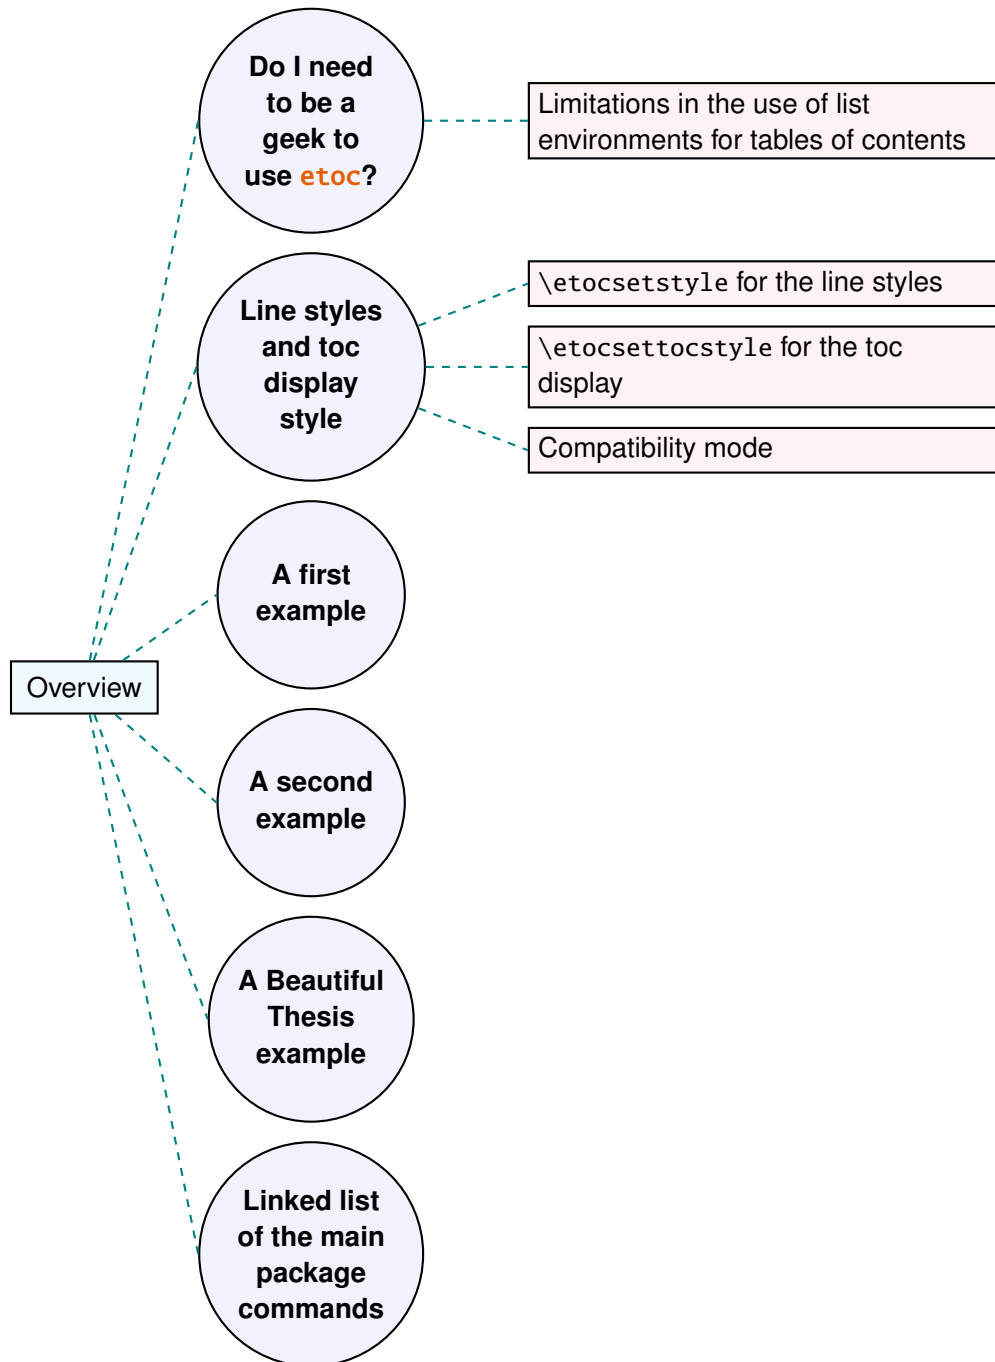 Do I need
to be a
geek to
use etoc?
Limitations in the use of list
environments for tables of contents
Line styles
and toc
display
style
\etocsetstyle for the line styles
\etocsettocstyle for the toc
display
Compatibility mode
A first
example
Overview
A second
example
A Beautiful
Thesis
example
Linked list
of the main
package
commands